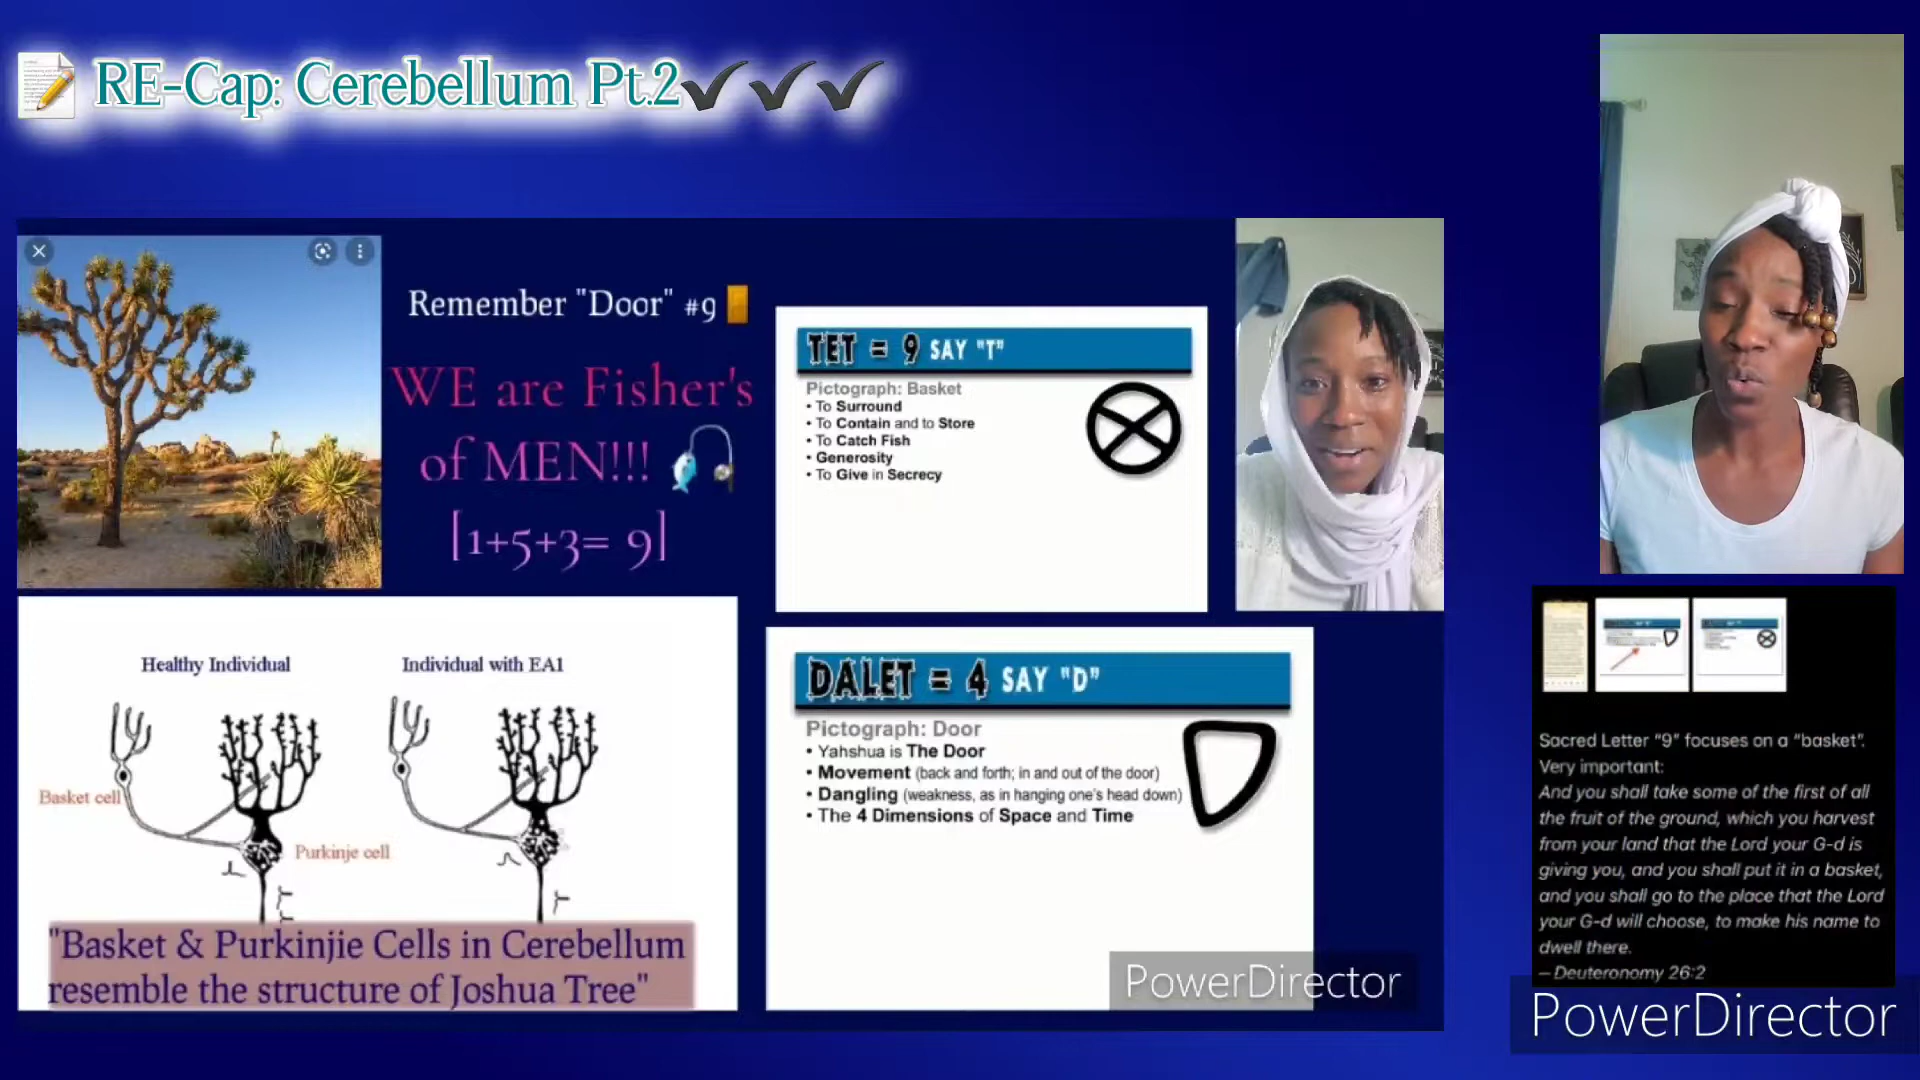 RE-Cap: Cerebellum Pt.2
Remember "Door" #9
WE are Fisher's
of MEN!!!
[1+5+3= 9]
TET = 9 SAY "T"
Pictograph: Basket
• To Surround
• To Contain and to Store
• To Catch Fish
• Generosity
• To Give in Secrecy
Healthy Individual
Individual with EA1
Basket cell
Purkinje cell
"Basket & Purkinjie Cells in Cerebellum
resemble the structure of Joshua Tree"
DALET = 4 SAY "D"
Pictograph: Door
• Yahshua is The Door
• Movement (back and forth; in and out of the door)
• Dangling (weakness, as in hanging one's head down)
• The 4 Dimensions of Space and Time
PowerDirector
Sacred Letter "9" focuses on a "basket".
Very important:
And you shall take some of the first of all
the fruit of the ground, which you harvest
from your land that the Lord your G-d is
giving you, and you shall put it in a basket,
and you shall go to the place that the Lord
your G-d will choose, to make his name to
dwell there.
– Deuteronomy 26:2
PowerDirector